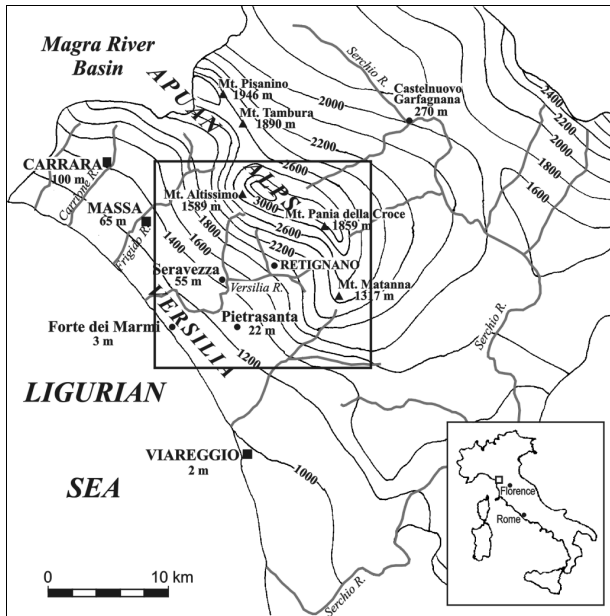 Magra River
Basin
APUAN
ALPS
Mt. Pisanino
1946 m
Mt. Tambura
1890 m
Serchio R.
Castelnuovo
Garfagnana
270 m
2000
2200
2400
2200
2000
1800
1600
2600
CARRARA
100 m
Carrione R.
Mt. Altissimo
1589 m
3000
Mt. Pania della Croce
1859 m
MASSA
65 m
Frigido R.
1800
1600
1400
2600
2200
RETIGNANO
Seravezza
55 m
Versilia R.
Mt. Matanna
1317 m
VERSILIA
Forte dei Marmi
3 m
Pietrasanta
22 m
1200
Serchio R.
LIGURIAN
SEA
VIAREGGIO
2 m
1000
Florence
Rome
0
10 km
Serchio R.